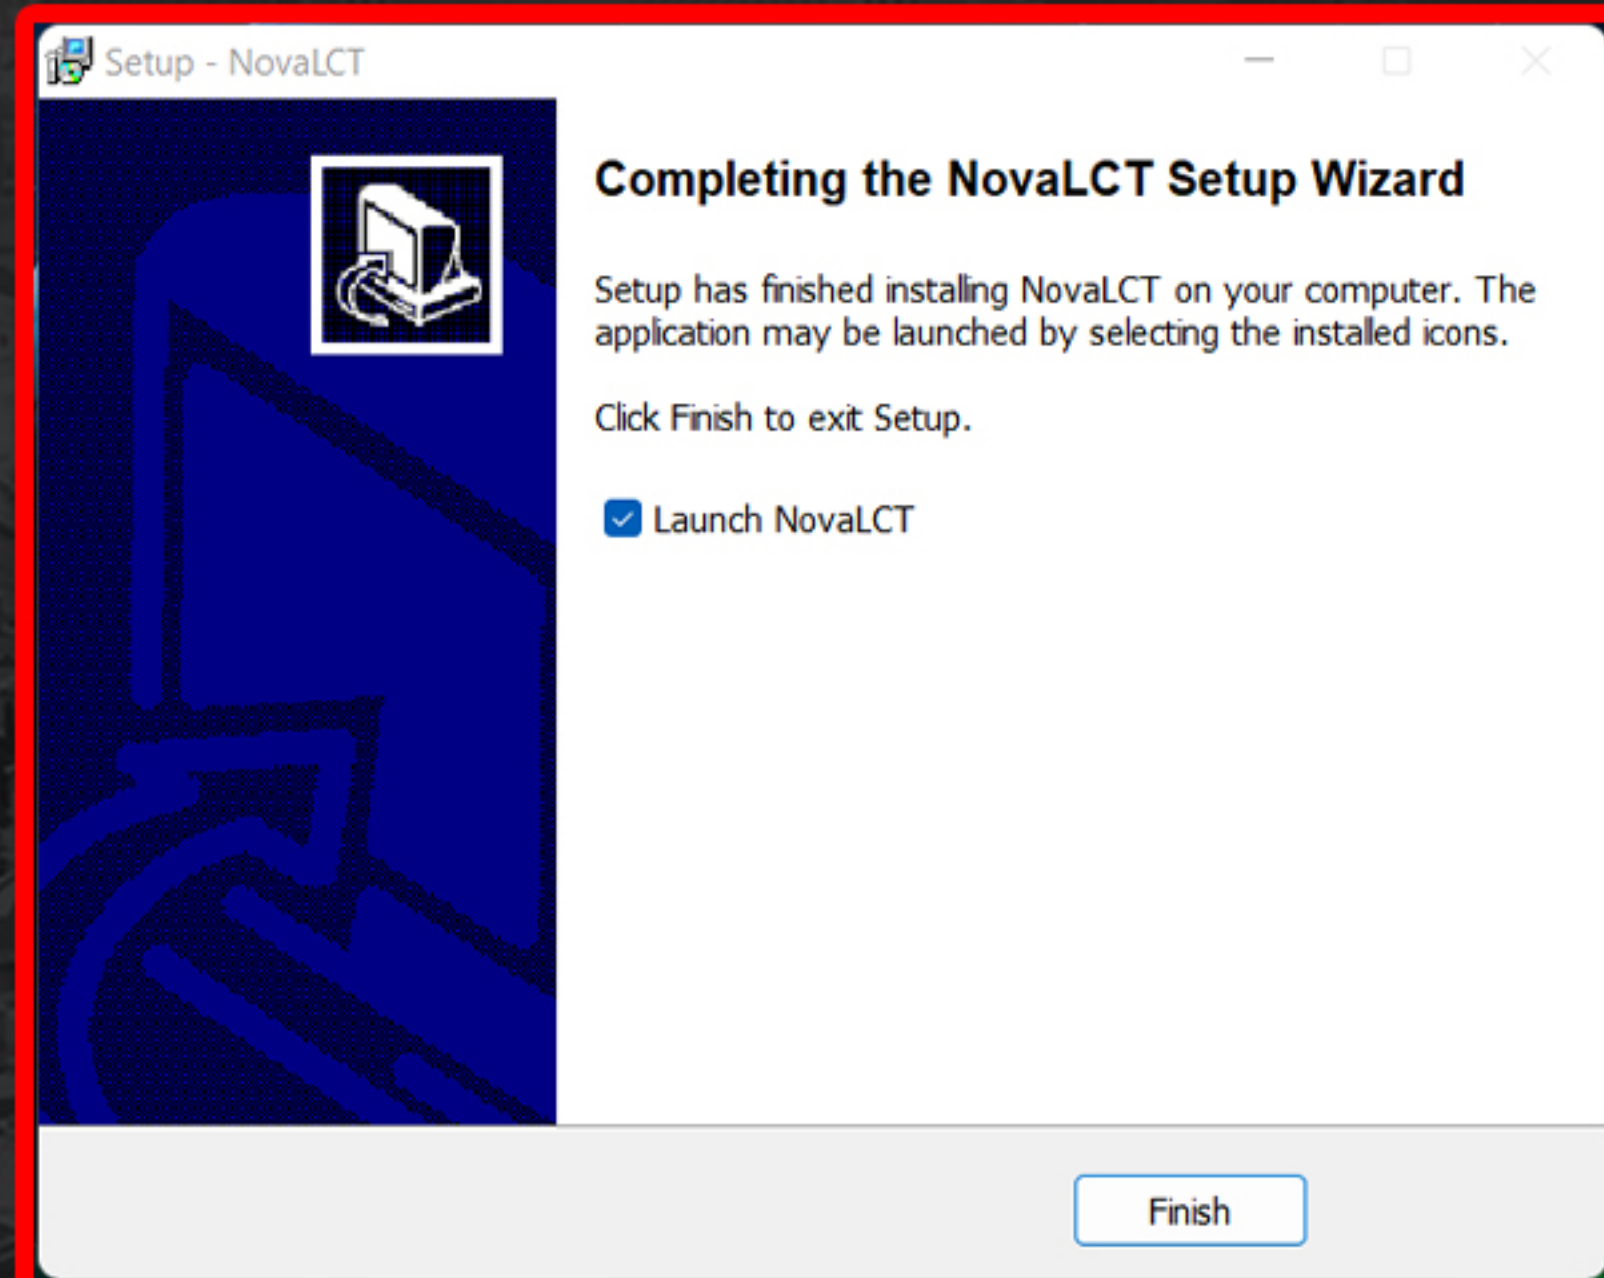 Setup - NovaLCT
Completing the NovaLCT Setup Wizard
Setup has finished installing NovaLCT on your computer. The
application may be launched by selecting the installed icons.
Click Finish to exit Setup.
Launch NovaLCT
Finish